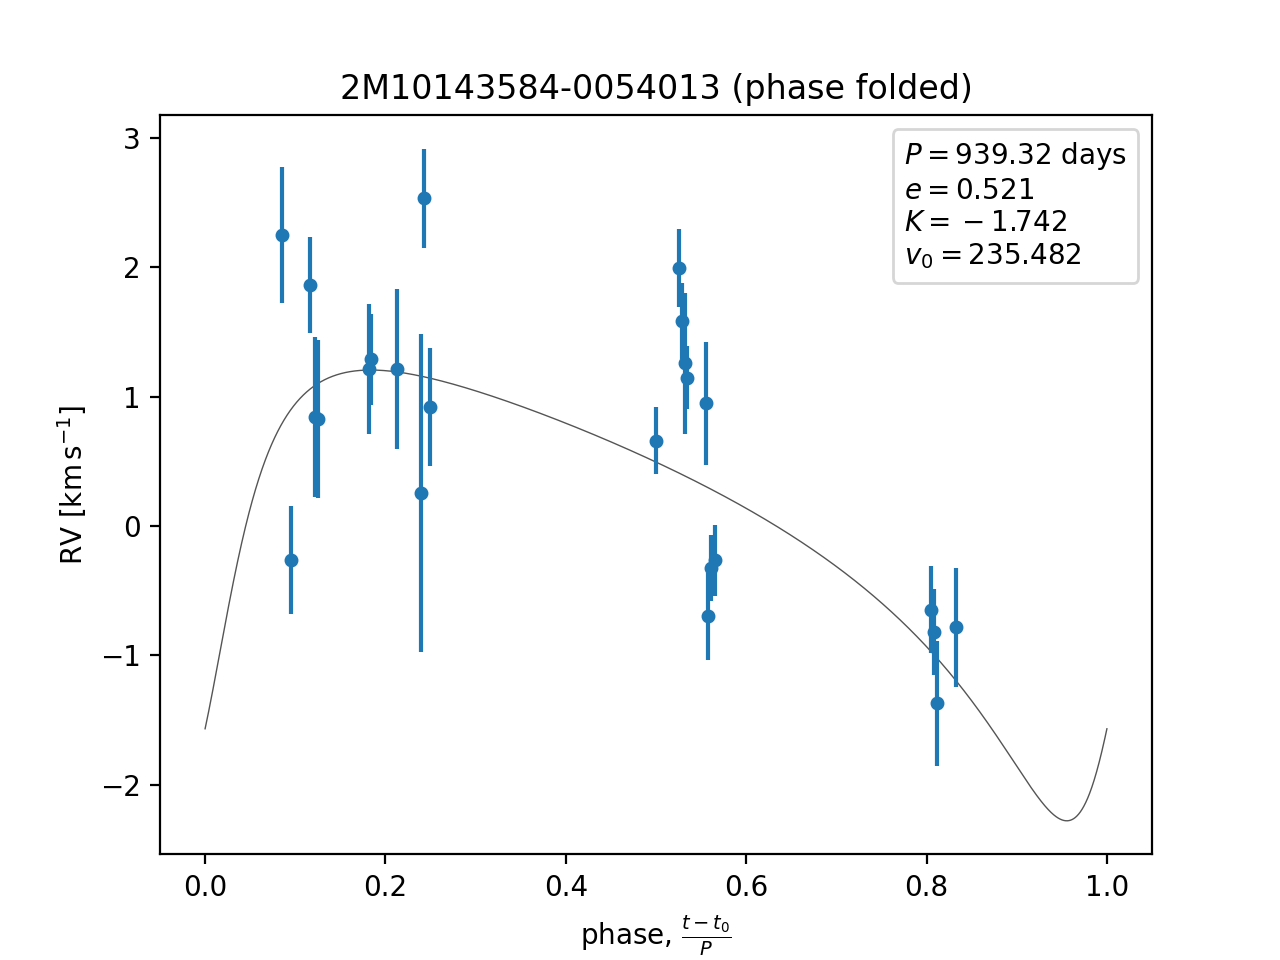 2M10143584-0054013 (phase folded)
P = 939.32 days
e = 0.521
K = −1.742
v₀ = 235.482
RV [km s⁻¹]
3
2
1
0
−1
−2
0.0 0.2 0.4 0.6 0.8 1.0
phase, (t − t₀)/P